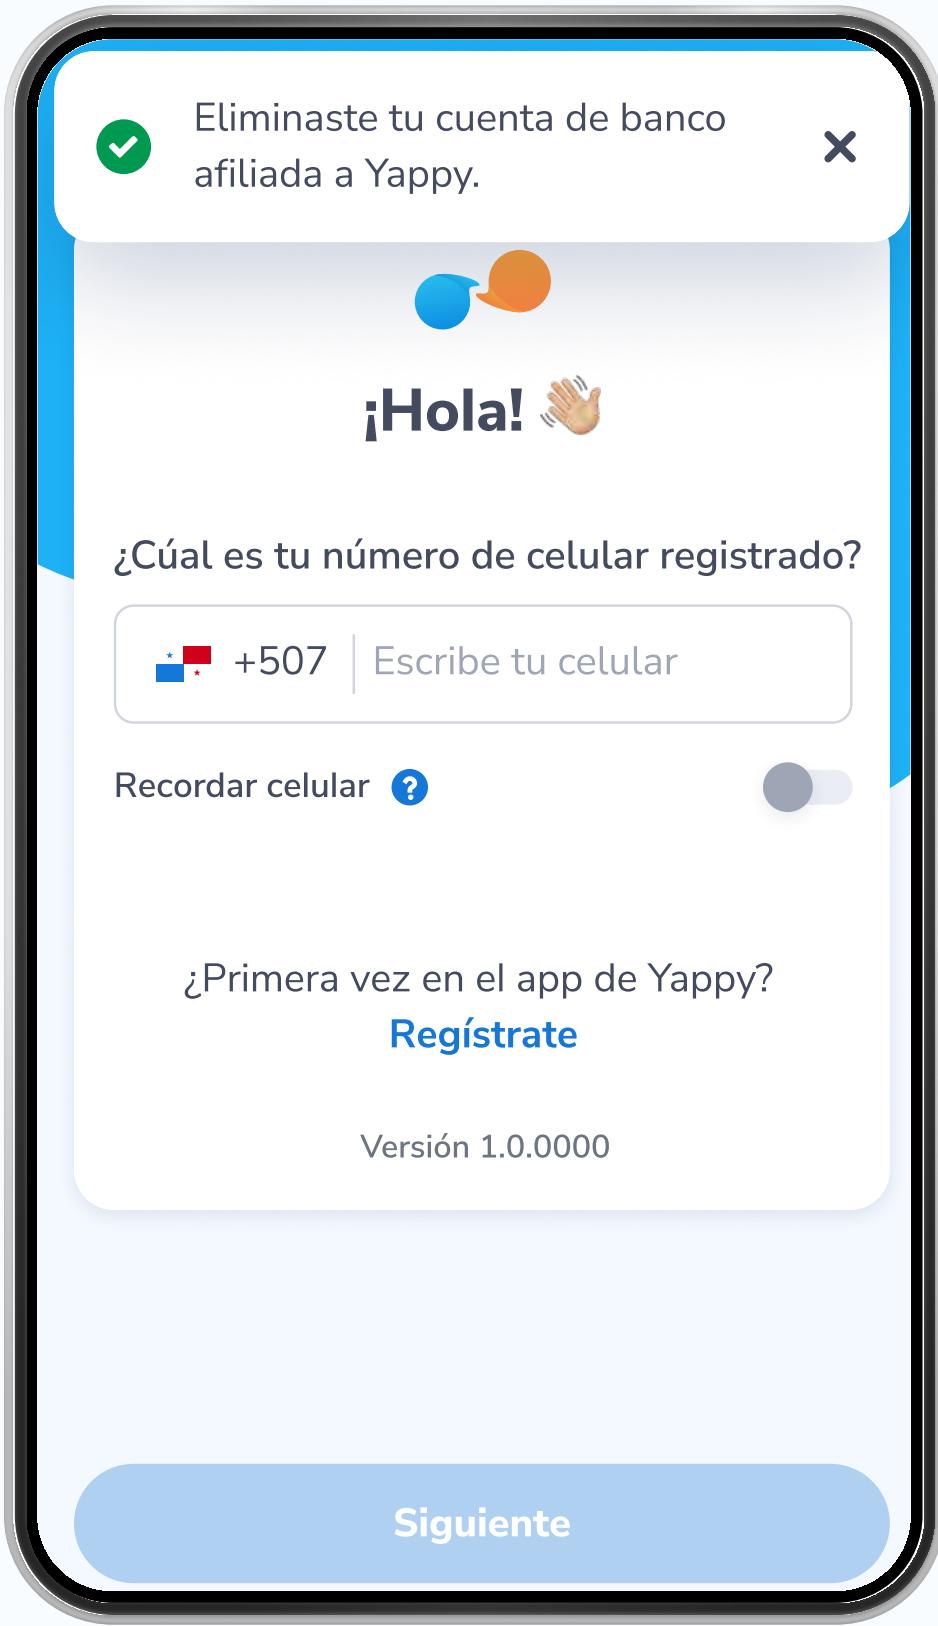 Eliminaste tu cuenta de banco
afiliada a Yappy.
¡Hola! 👋🏼
¿Cúal es tu número de celular registrado?
+507 Escribe tu celular
Recordar celular ?
¿Primera vez en el app de Yappy?
Regístrate
Versión 1.0.0000
Siguiente